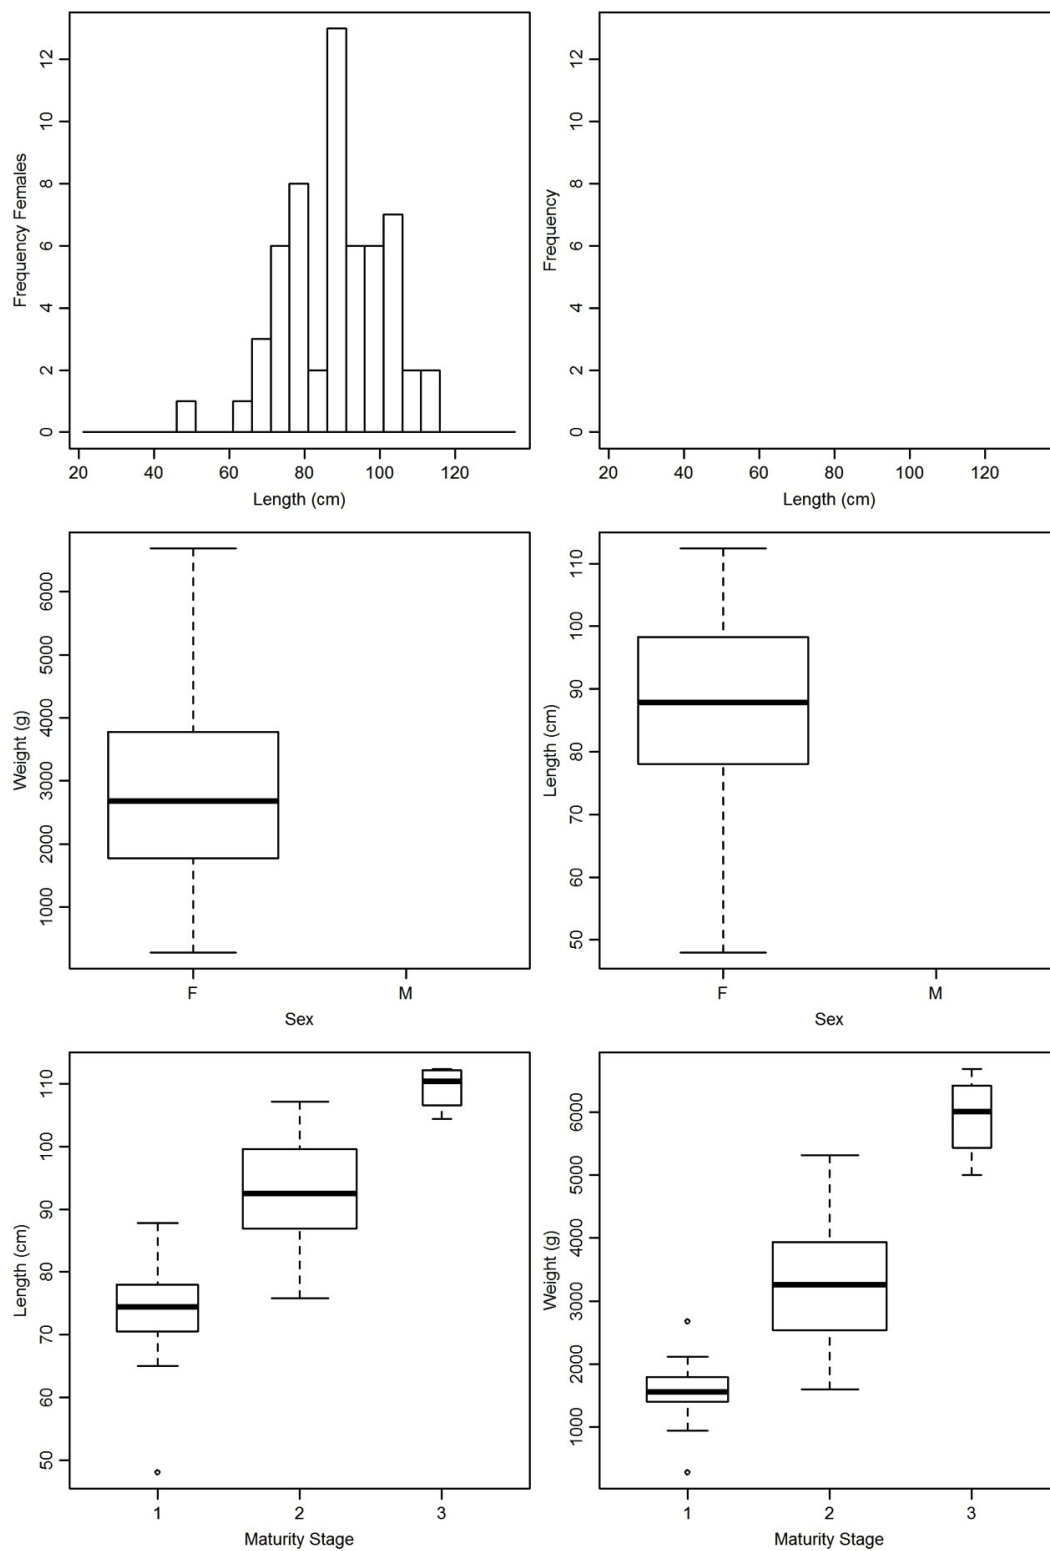 Frequency Females
12
10
8
6
4
2
0
20 40 60 80 100 120
Length (cm)
Frequency
12
10
8
6
4
2
0
20 40 60 80 100 120
Length (cm)
Weight (g)
6000
5000
4000
3000
2000
1000
F M
Sex
Length (cm)
110
100
90
80
70
60
50
F M
Sex
Length (cm)
110
100
90
80
70
60
50
1 2 3
Maturity Stage
Weight (g)
6000
5000
4000
3000
2000
1000
1 2 3
Maturity Stage